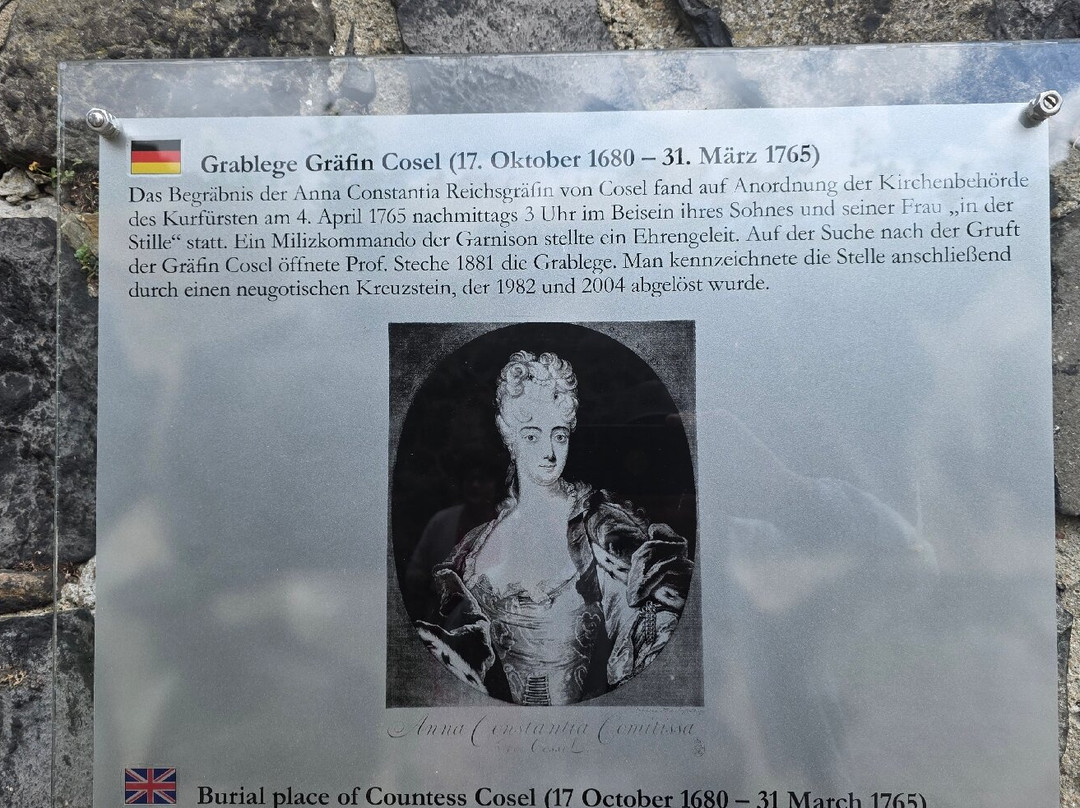 Grablege Gräfin Cosel (17. Oktober 1680 – 31. März 1765)
Das Begräbnis der Anna Constantia Reichsgräfin von Cosel fand auf Anordnung der Kirchenbehörde
des Kurfürsten am 4. April 1765 nachmittags 3 Uhr im Beisein ihres Sohnes und seiner Frau „in der
Stille“ statt. Ein Milizkommando der Garnison stellte ein Ehrengeleit. Auf der Suche nach der Gruft
der Gräfin Cosel öffnete Prof. Steche 1881 die Grablege. Man kennzeichnete die Stelle anschließend
durch einen neugotischen Kreuzstein, der 1982 und 2004 abgelöst wurde.
Anna Constantia Comitissa
Cossel
Burial place of Countess Cosel (17 October 1680 – 31 March 1765)